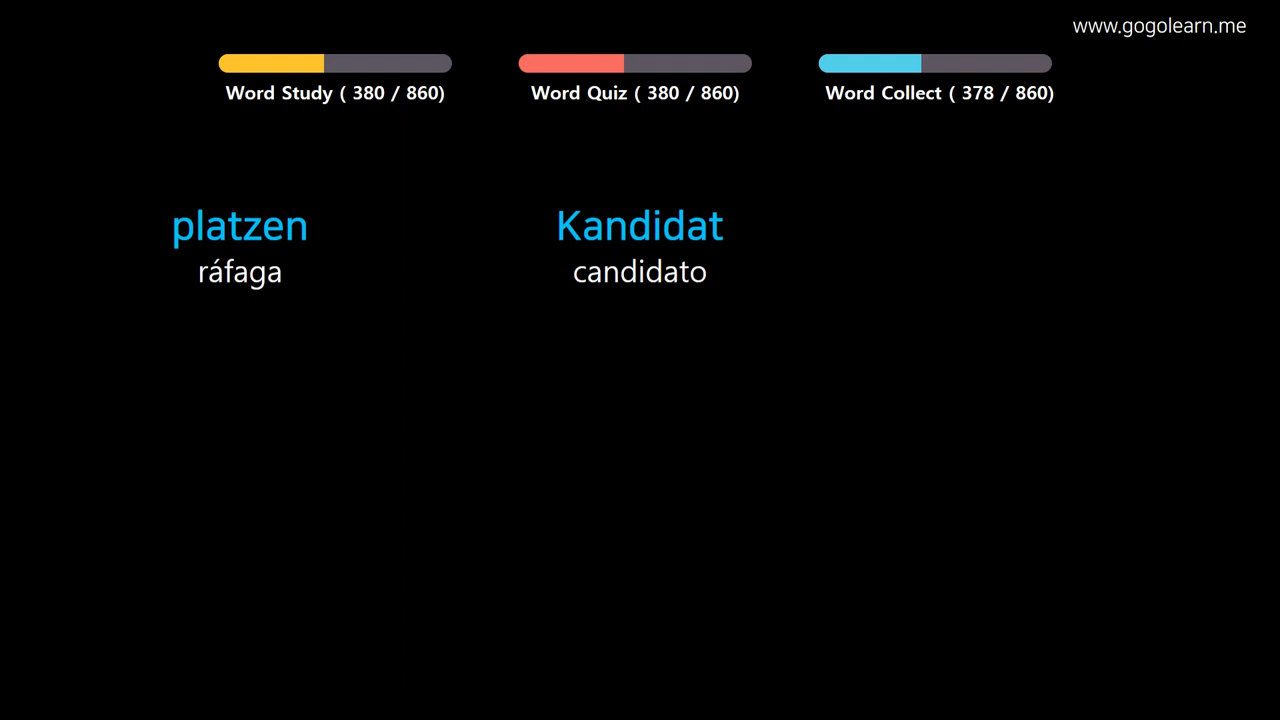 www.gogolearn.me
Word Study ( 380 / 860)
Word Quiz ( 380 / 860)
Word Collect ( 378 / 860)
platzen
ráfaga
Kandidat
candidato